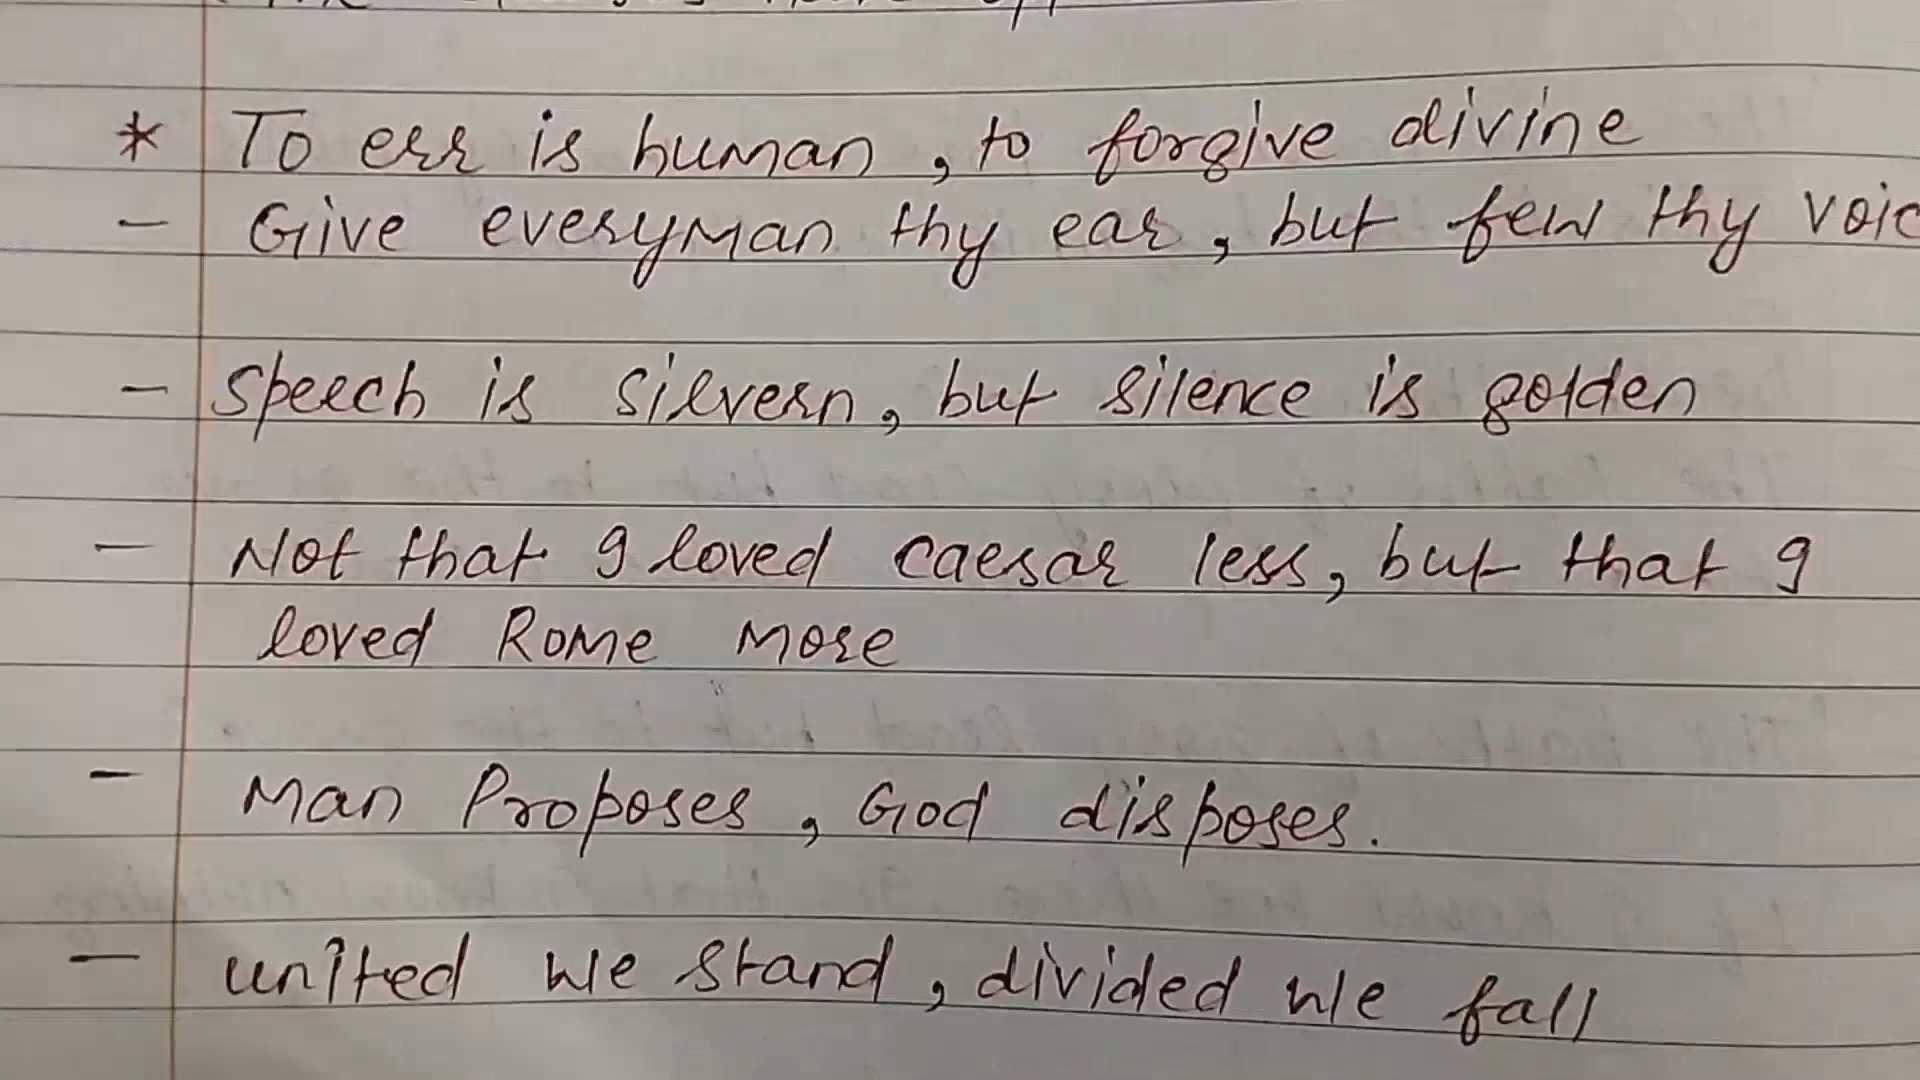 * To err is human, to forgive divine
- Give everyman thy ear, but few thy voic
- Speech is silvern, but silence is golden
- Not that I loved caesar less, but that I
loved Rome more
- Man Proposes, God disposes.
- united we stand, divided we fall